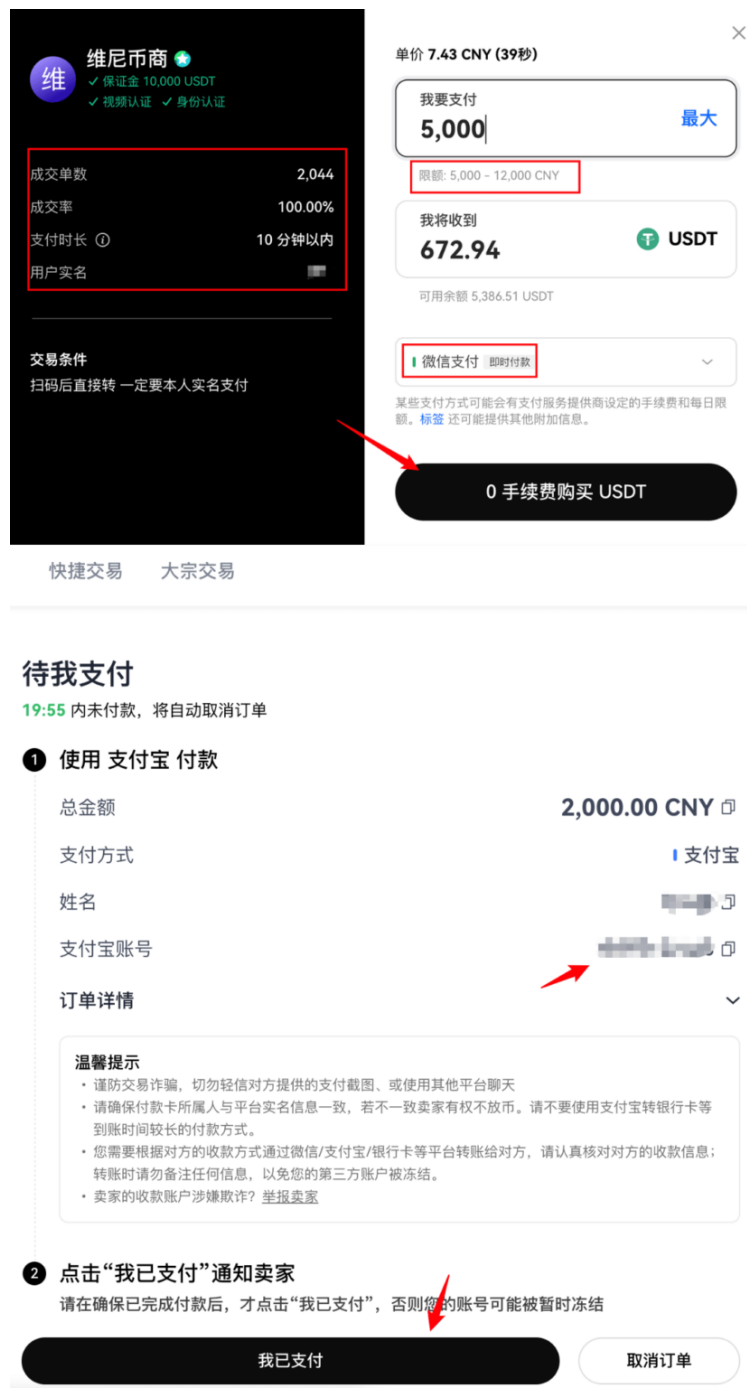 维
维尼币商
✓ 保证金 10,000 USDT
✓ 视频认证 ✓ 身份认证
成交单数 2,044
成交率 100.00%
支付时长 10 分钟以内
用户实名
交易条件
扫码后直接转 一定要本人实名支付
单价 7.43 CNY (39秒)
我要支付
5,000
最大
限额: 5,000 – 12,000 CNY
我将收到
672.94
USDT
可用余额 5,386.51 USDT
微信支付 即时付款
某些支付方式可能会有支付服务提供商设定的手续费和每日限
额。标签 还可能提供其他附加信息。
0 手续费购买 USDT
快捷交易 大宗交易
待我支付
19:55 内未付款，将自动取消订单
1 使用 支付宝 付款
总金额 2,000.00 CNY
支付方式 支付宝
姓名
支付宝账号
订单详情
温馨提示
• 谨防交易诈骗，切勿轻信对方提供的支付截图、或使用其他平台聊天
• 请确保付款卡所属人与平台实名信息一致，若不一致卖家有权不放币。请不要使用支付宝转银行卡等
到账时间较长的付款方式。
• 您需要根据对方的收款方式通过微信/支付宝/银行卡等平台转账给对方，请认真核对对方的收款信息；
转账时请勿备注任何信息，以免您的第三方账户被冻结。
• 卖家的收款账户涉嫌欺诈？举报卖家
2 点击“我已支付”通知卖家
请在确保已完成付款后，才点击“我已支付”，否则您的账号可能被暂时冻结
我已支付
取消订单